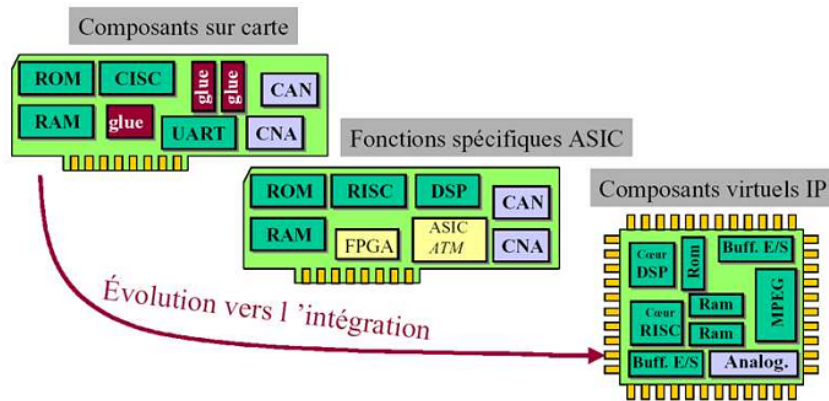 Composants sur carte
ROM
CISC
glue
glue
CAN
RAM
glue
UART
CNA
Fonctions spécifiques ASIC
ROM
RISC
DSP
CAN
RAM
FPGA
ASIC
ATM
CNA
Composants virtuels IP
Cœur
DSP
Rom
Buff. E/S
MPEG
Cœur
RISC
Ram
Ram
Buff. E/S
Analog.
Évolution vers l ’intégration